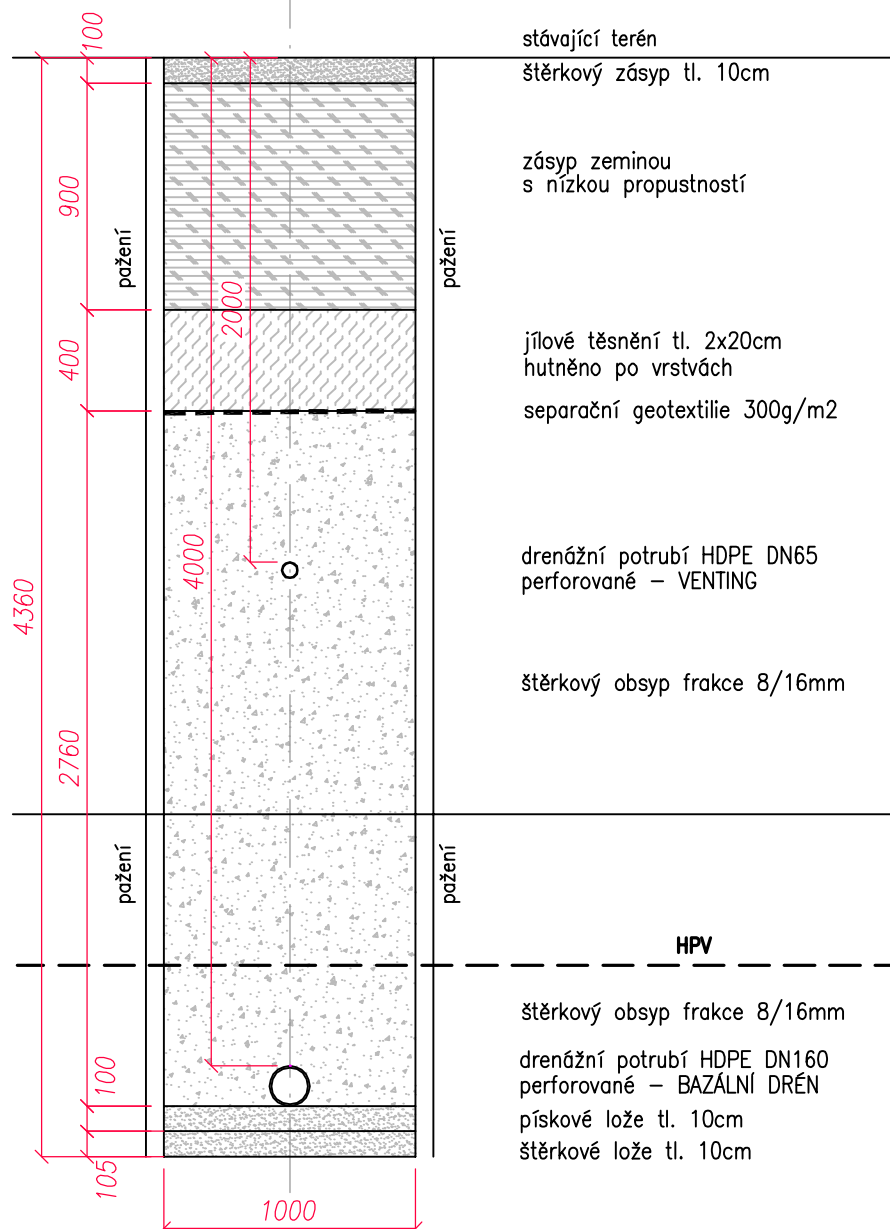 100
stávající terén
štěrkový zásyp tl. 10cm
zásyp zeminou
s nízkou propustností
900
pažení
pažení
2000
400
jílové těsnění tl. 2x20cm
hutněno po vrstvách
separační geotextilie 300g/m2
4000
drenážní potrubí HDPE DN65
perforované – VENTING
4360
štěrkový obsyp frakce 8/16mm
2760
pažení
pažení
HPV
štěrkový obsyp frakce 8/16mm
100
drenážní potrubí HDPE DN160
perforované – BAZÁLNÍ DRÉN
pískové lože tl. 10cm
štěrkové lože tl. 10cm
105
1000